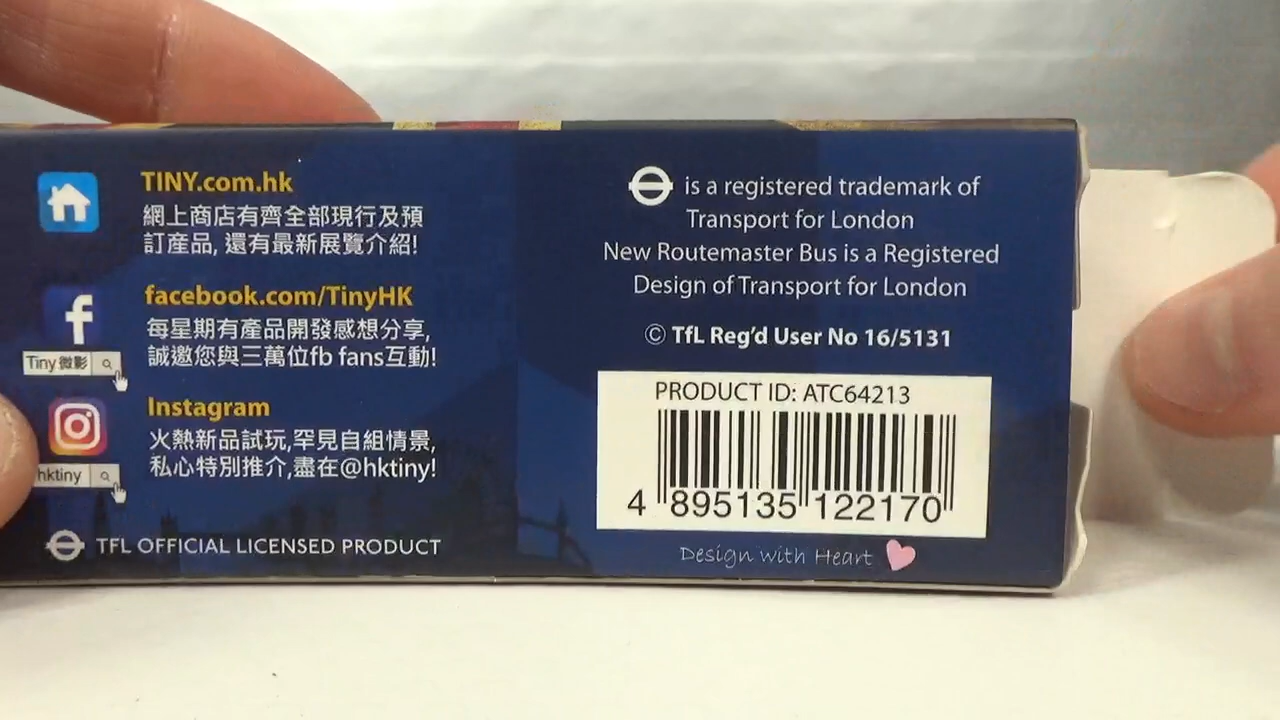 TINY.com.hk
網上商店有齊全部現行及預
訂產品, 還有最新展覽介紹!
facebook.com/TinyHK
每星期有產品開發感想分享,
誠邀您與三萬位fb fans互動!
Tiny 微影
Instagram
火熱新品試玩,罕見自組情景,
私心特別推介,盡在@hktiny!
hktiny
TFL OFFICIAL LICENSED PRODUCT
is a registered trademark of
Transport for London
New Routemaster Bus is a Registered
Design of Transport for London
© TfL Reg'd User No 16/5131
PRODUCT ID: ATC64213
4 895135 122170
Design with Heart